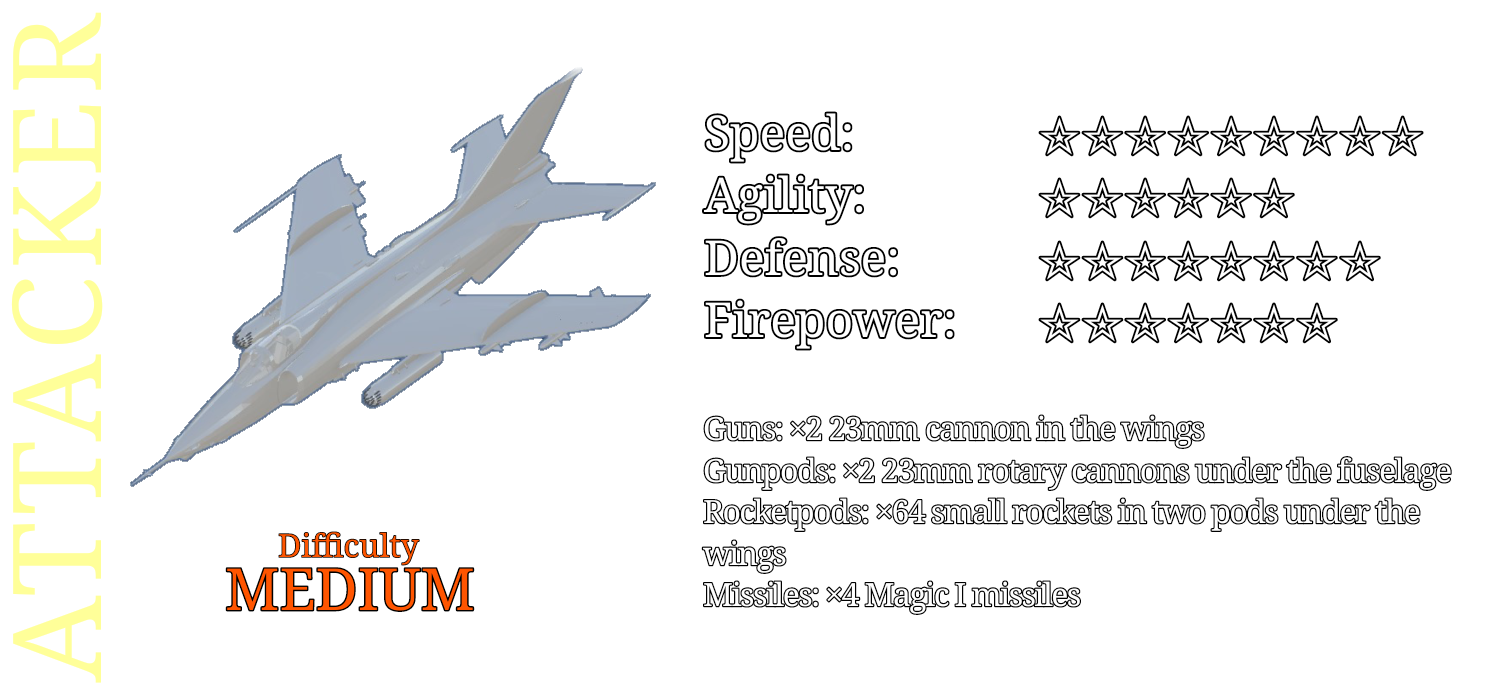 ATTACKER
Speed: ☆☆☆☆☆☆☆☆☆
Agility: ☆☆☆☆☆☆
Defense: ☆☆☆☆☆☆☆☆
Firepower: ☆☆☆☆☆☆☆
Guns: ×2 23mm cannon in the wings
Gunpods: ×2 23mm rotary cannons under the fuselage
Rocketpods: ×64 small rockets in two pods under the
wings
Missiles: ×4 Magic I missiles
Difficulty
MEDIUM